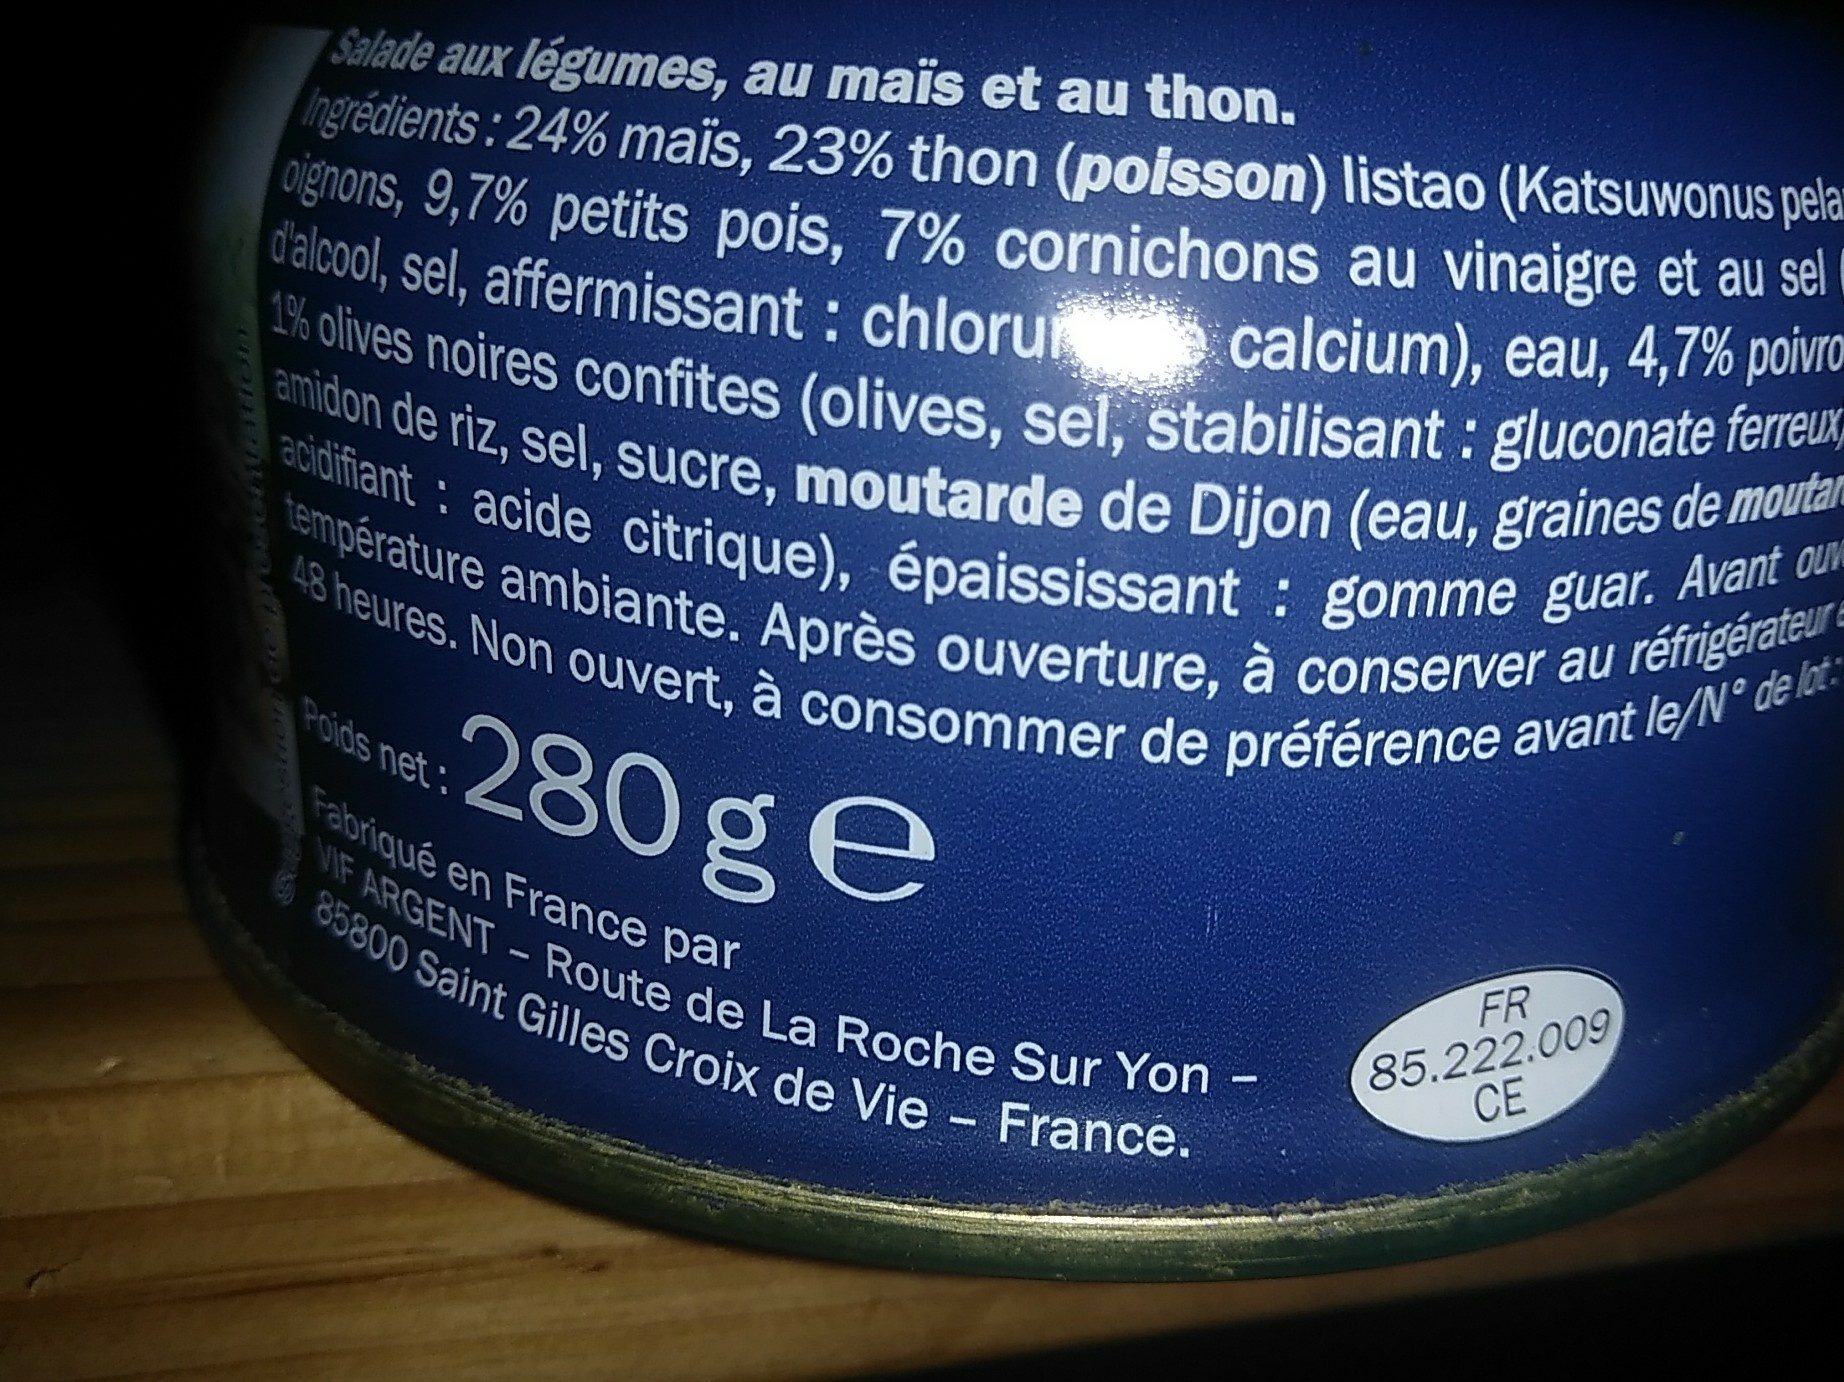 Salade aux légumes, au maïs et au thon.
Ingrédients : 24% maïs, 23% thon (poisson) listao (Katsuwonus pela
oignons, 9,7% petits pois, 7% cornichons au vinaigre et au sel (
d'alcool, sel, affermissant : chloru calcium), eau, 4,7% poivro
1% olives noires confites (olives, sel, stabilisant : gluconate ferreux,
amidon de riz, sel, sucre, moutarde de Dijon (eau, graines de moutar
acidifiant : acide citrique), épaississant : gomme guar. Avant ouv
température ambiante. Après ouverture, à conserver au réfrigérateur
48 heures. Non ouvert, à consommer de préférence avant le/N° de lot :
Poids net : 280 g e
Fabriqué en France par
VIF ARGENT – Route de La Roche Sur Yon –
85800 Saint Gilles Croix de Vie – France.
FR
85.222.009
CE